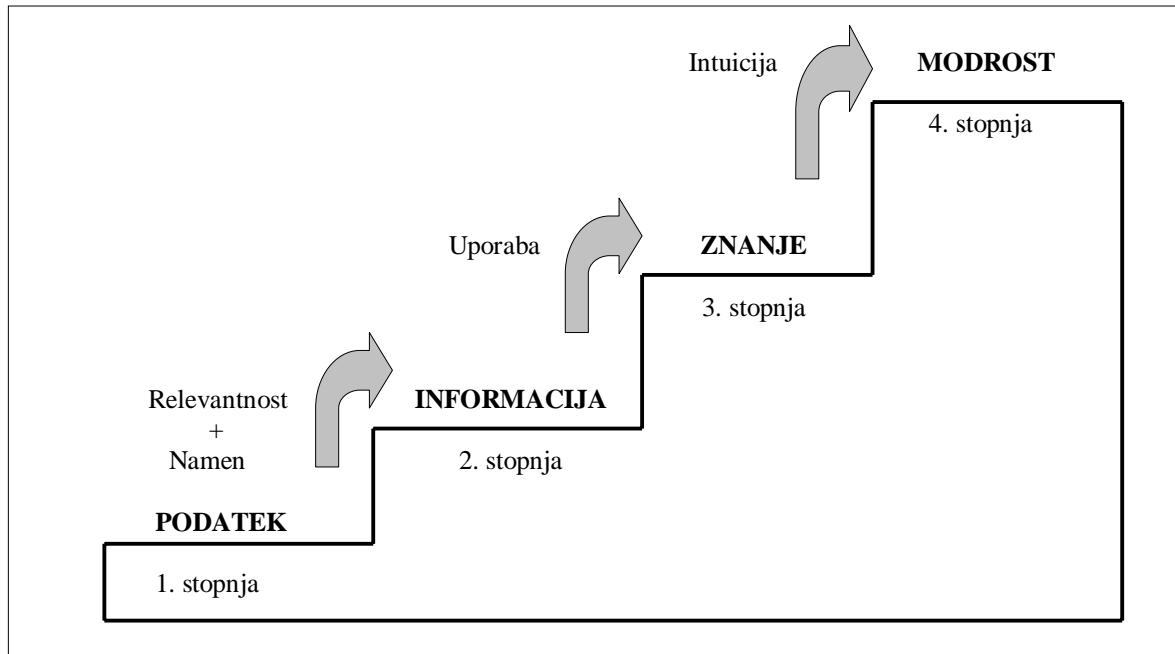 Intuicija
MODROST
4. stopnja
Uporaba
ZNANJE
3. stopnja
Relevantnost
+
Namen
INFORMACIJA
2. stopnja
PODATEK
1. stopnja